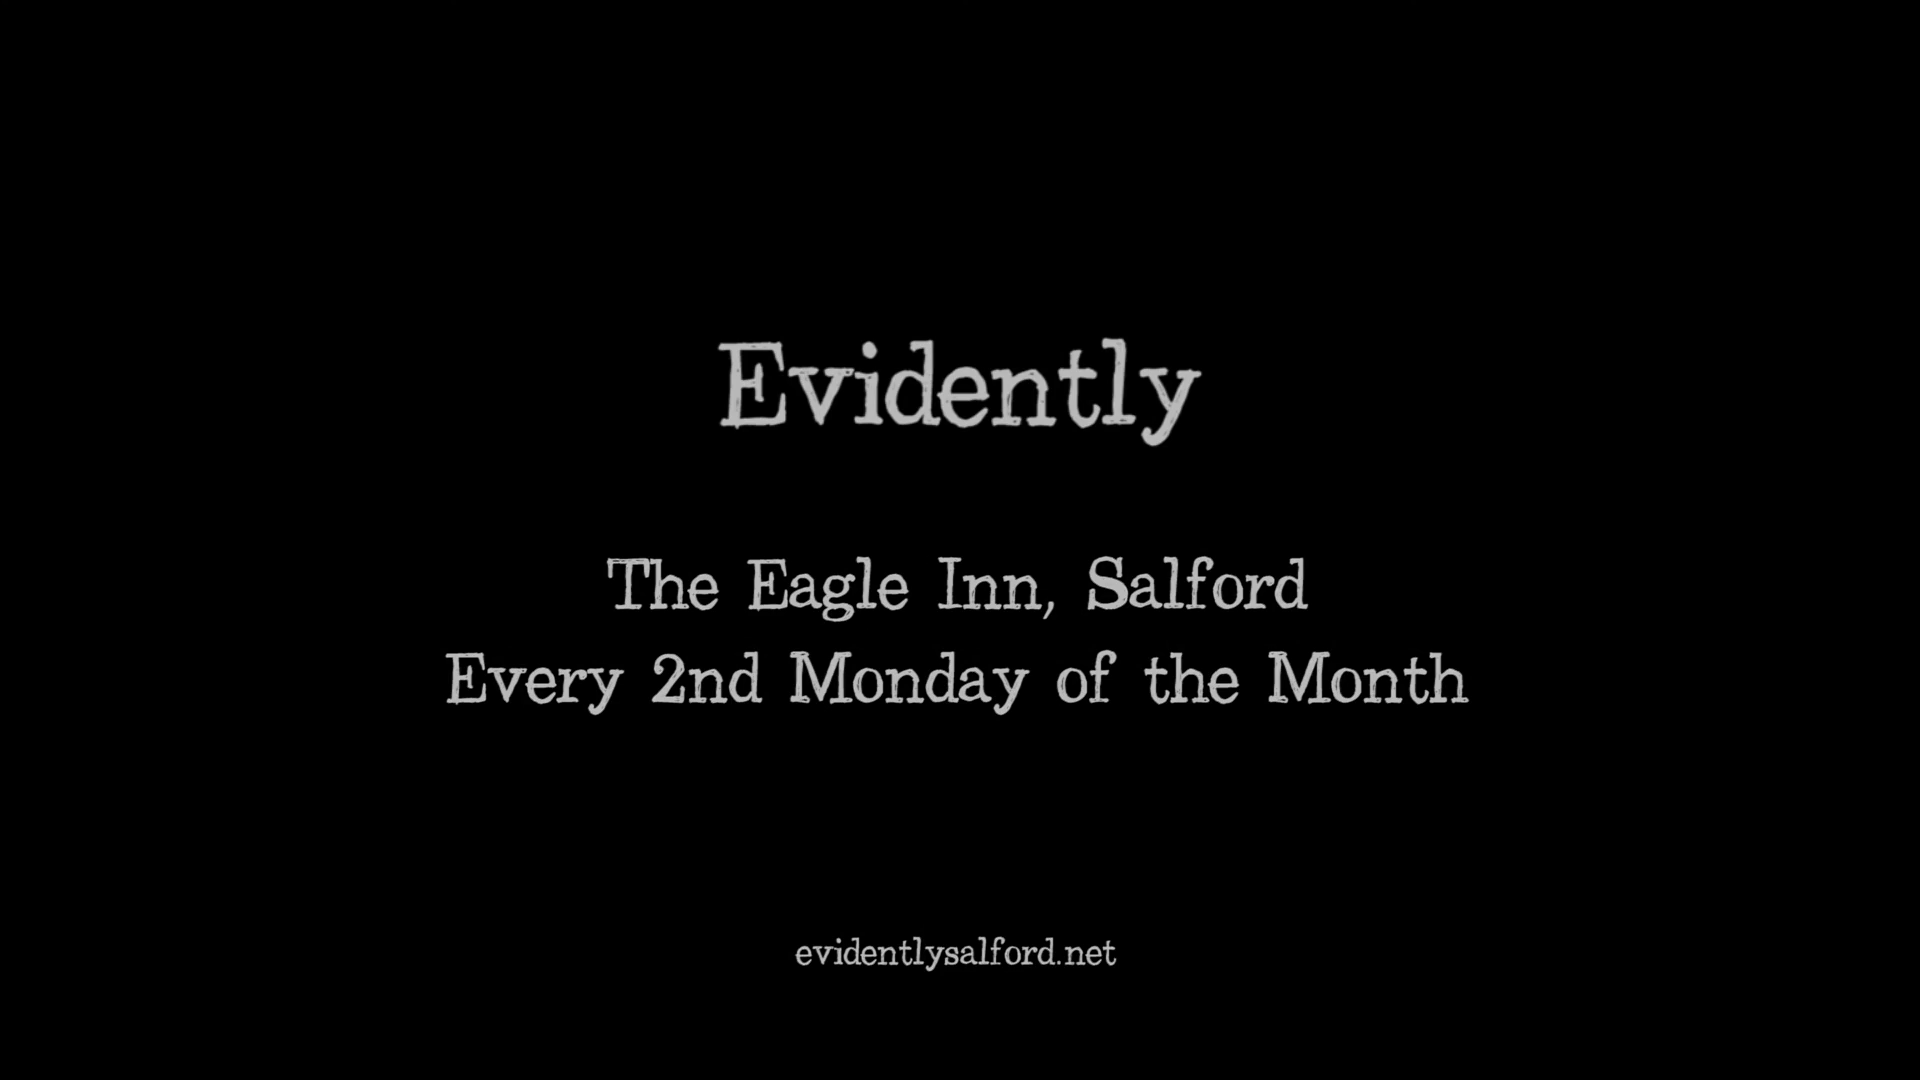 Evidently
The Eagle Inn, Salford
Every 2nd Monday of the Month
evidentlysalford.net